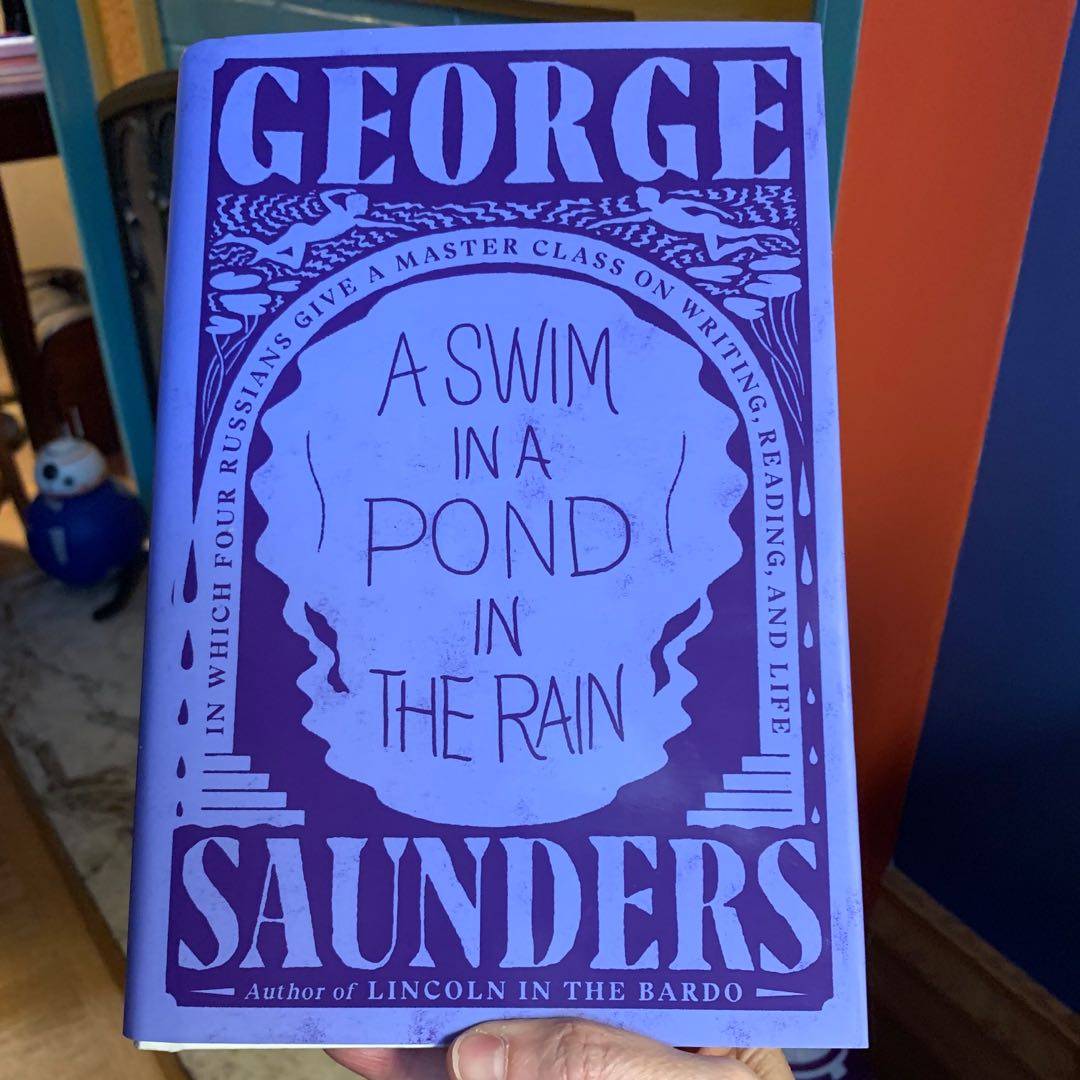 GEORGE
IN WHICH FOUR RUSSIANS GIVE A MASTER CLASS ON WRITING, READING, AND LIFE
A SWIM
IN A
POND
IN
THE RAIN
SAUNDERS
Author of LINCOLN IN THE BARDO